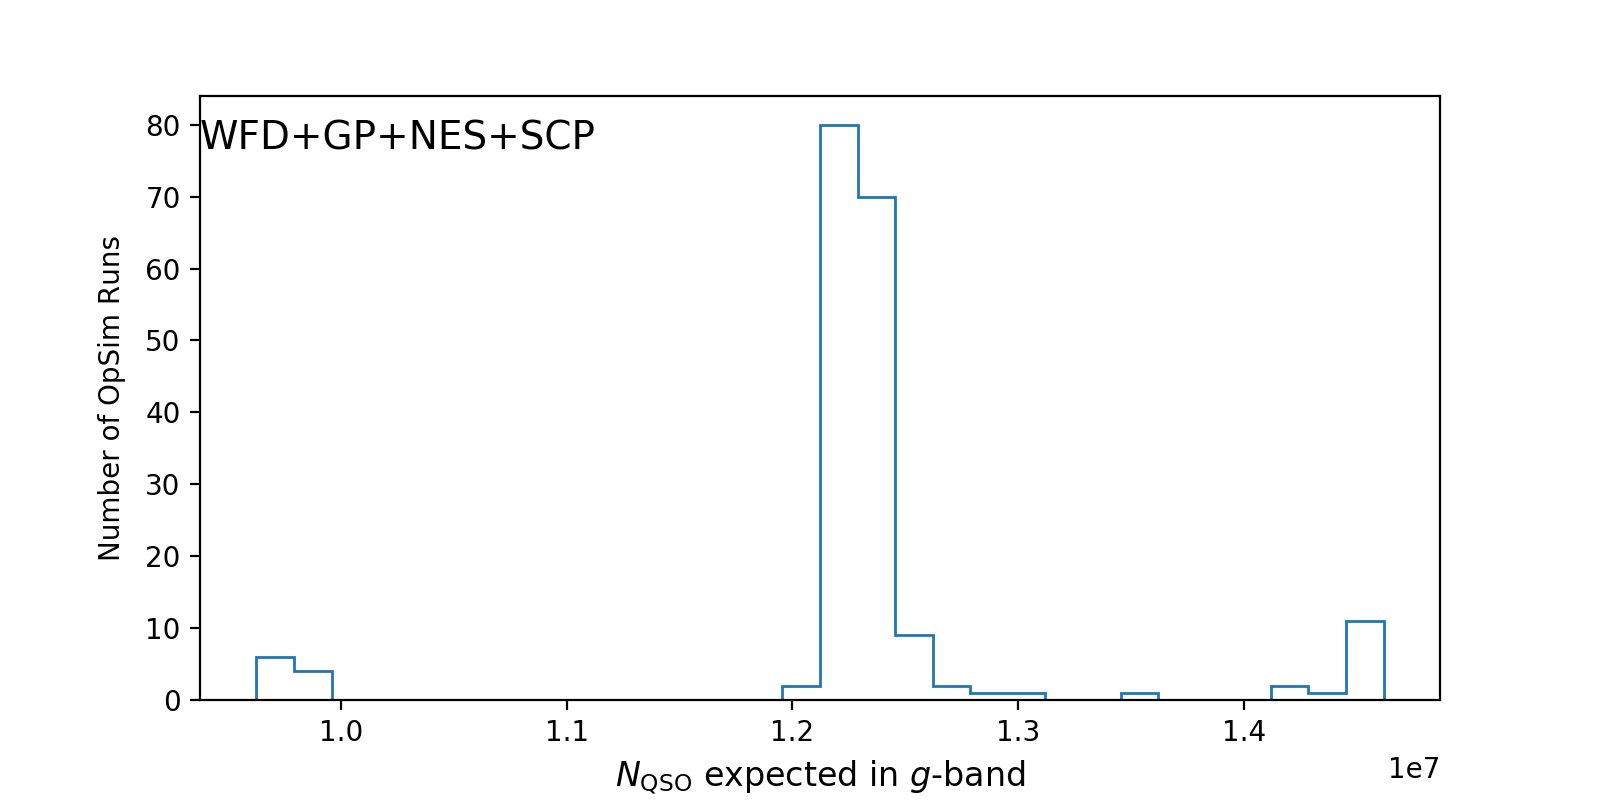 WFD+GP+NES+SCP
Number of OpSim Runs
80
70
60
50
40
30
20
10
0
1.0 1.1 1.2 1.3 1.4
1e7
N_QSO expected in g-band